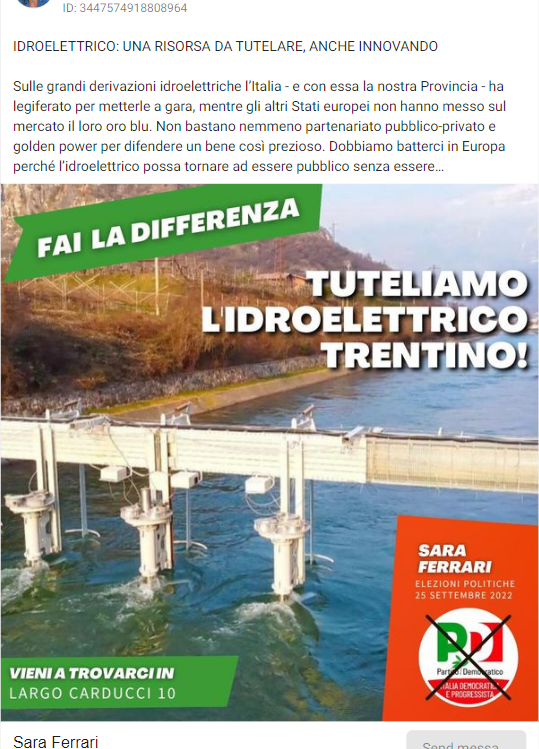 ID: 3447574918808964
IDROELETTRICO: UNA RISORSA DA TUTELARE, ANCHE INNOVANDO
Sulle grandi derivazioni idroelettriche l'Italia - e con essa la nostra Provincia - ha
legiferato per metterle a gara, mentre gli altri Stati europei non hanno messo sul
mercato il loro oro blu. Non bastano nemmeno partenariato pubblico-privato e
golden power per difendere un bene così prezioso. Dobbiamo batterci in Europa
perché l'idroelettrico possa tornare ad essere pubblico senza essere...
FAI LA DIFFERENZA
TUTELIAMO
L'IDROELETTRICO
TRENTINO!
SARA
FERRARI
ELEZIONI POLITICHE
25 SETTEMBRE 2022
PD
Partito Democratico
ITALIA DEMOCRATICA
E PROGRESSISTA
VIENI A TROVARCI IN
LARGO CARDUCCI 10
Sara Ferrari
Send messa...